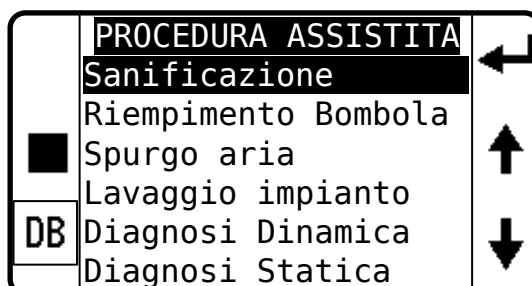 PROCEDURA ASSISTITA
Sanificazione
Riempimento Bombola
Spurgo aria
Lavaggio impianto
DB
Diagnosi Dinamica
Diagnosi Statica